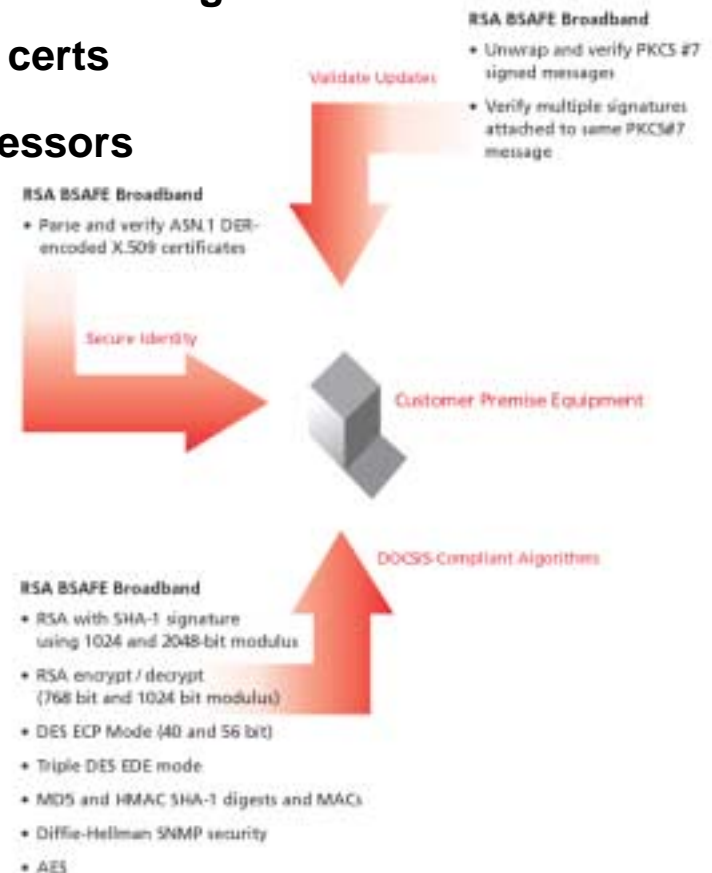 g
certs
essors
RSA BSAFE Broadband
• Unwrap and verify PKCS #7
signed messages
• Verify multiple signatures
attached to same PKCS#7
message
Validate Updates
RSA BSAFE Broadband
• Parse and verify ASN.1 DER-
encoded X.509 certificates
Secure Identity
Customer Premise Equipment
DOCSIS-Compliant Algorithms
RSA BSAFE Broadband
• RSA with SHA-1 signature
using 1024 and 2048-bit modulus
• RSA encrypt / decrypt
(768 bit and 1024 bit modulus)
• DES ECP Mode (40 and 56 bit)
• Triple DES EDE mode
• MD5 and HMAC SHA-1 digests and MACs
• Diffie-Hellman SNMP security
• AES